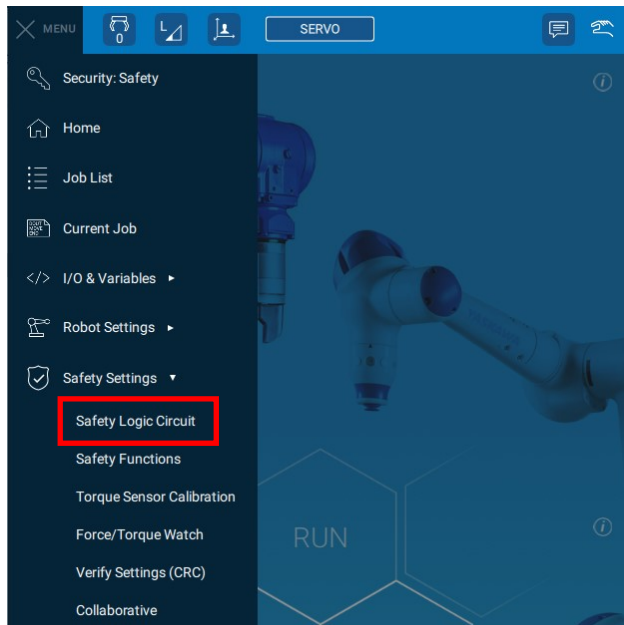 MENU
0
L
SERVO
Security: Safety
Home
Job List
Current Job
</> I/O & Variables
Robot Settings
Safety Settings
Safety Logic Circuit
Safety Functions
Torque Sensor Calibration
Force/Torque Watch
Verify Settings (CRC)
Collaborative
RUN